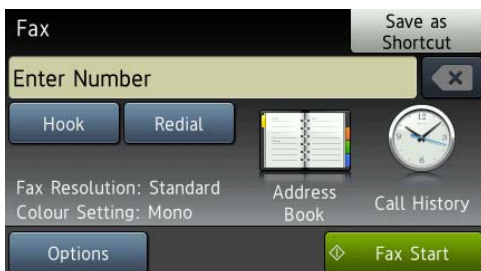 Fax
Save as
Shortcut
Enter Number
Hook
Redial
Fax Resolution: Standard
Colour Setting: Mono
Address
Book
Call History
Options
Fax Start